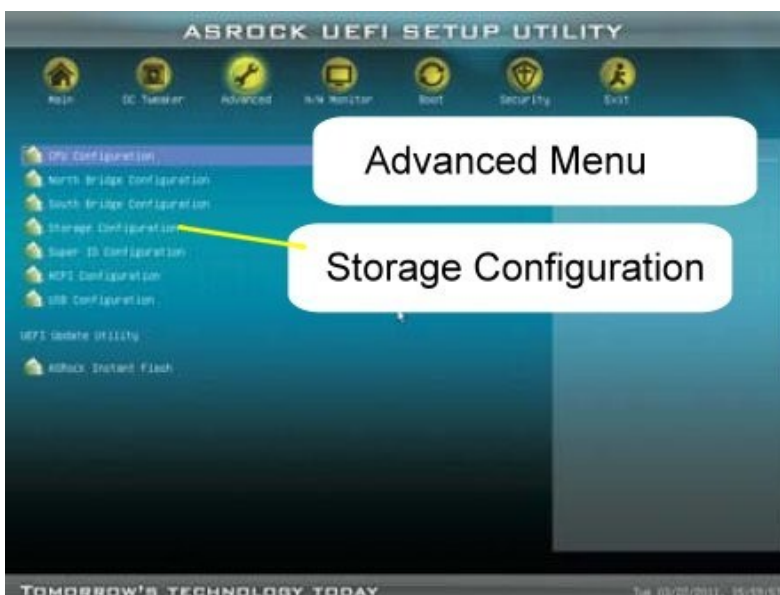 ASROCK UEFI SETUP UTILITY
Main OC Tweaker Advanced H/W Monitor Boot Security Exit
Advanced Menu
CPU Configuration
North Bridge Configuration
South Bridge Configuration
Storage Configuration
Storage Configuration
Super IO Configuration
ACPI Configuration
USB Configuration
UEFI Update Utility
ASRock Instant Flash
TOMORROW'S TECHNOLOGY TODAY
Tue